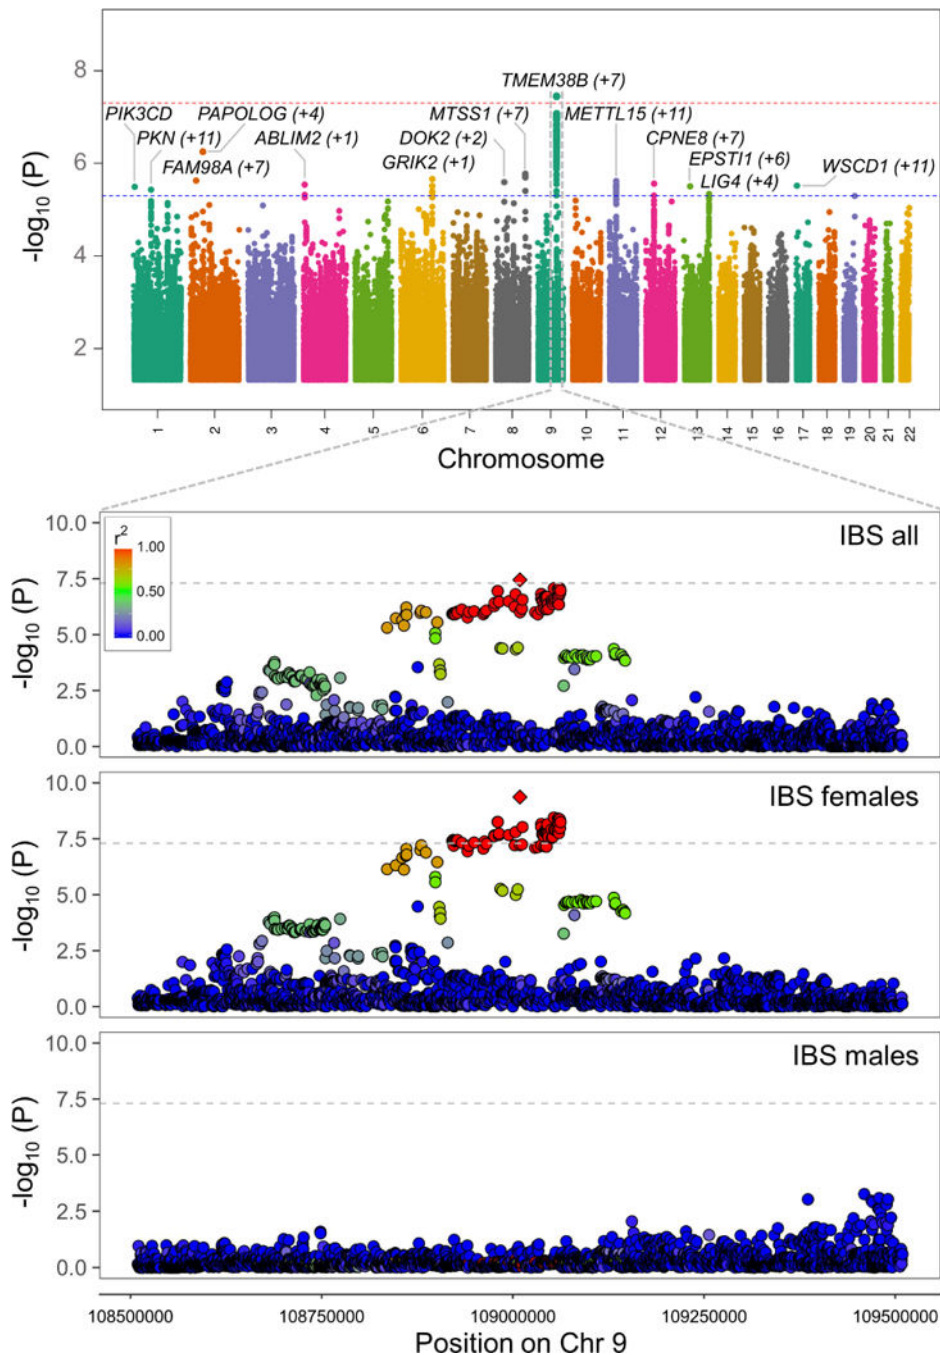 8
6
4
2
-log10 (P)
TMEM38B (+7)
PIK3CD
PAPOLOG (+4)
MTSS1 (+7)
METTL15 (+11)
PKN (+11)
ABLIM2 (+1)
DOK2 (+2)
CPNE8 (+7)
FAM98A (+7)
GRIK2 (+1)
EPSTI1 (+6)
WSCD1 (+11)
LIG4 (+4)
1 2 3 4 5 6 7 8 9 10 11 12 13 14 15 16 17 18 19 20 21 22
Chromosome
IBS all
r2
1.00
0.50
0.00
10.0
7.5
5.0
2.5
0.0
-log10 (P)
IBS females
10.0
7.5
5.0
2.5
0.0
-log10 (P)
IBS males
10.0
7.5
5.0
2.5
0.0
-log10 (P)
108500000 108750000 109000000 109250000 109500000
Position on Chr 9